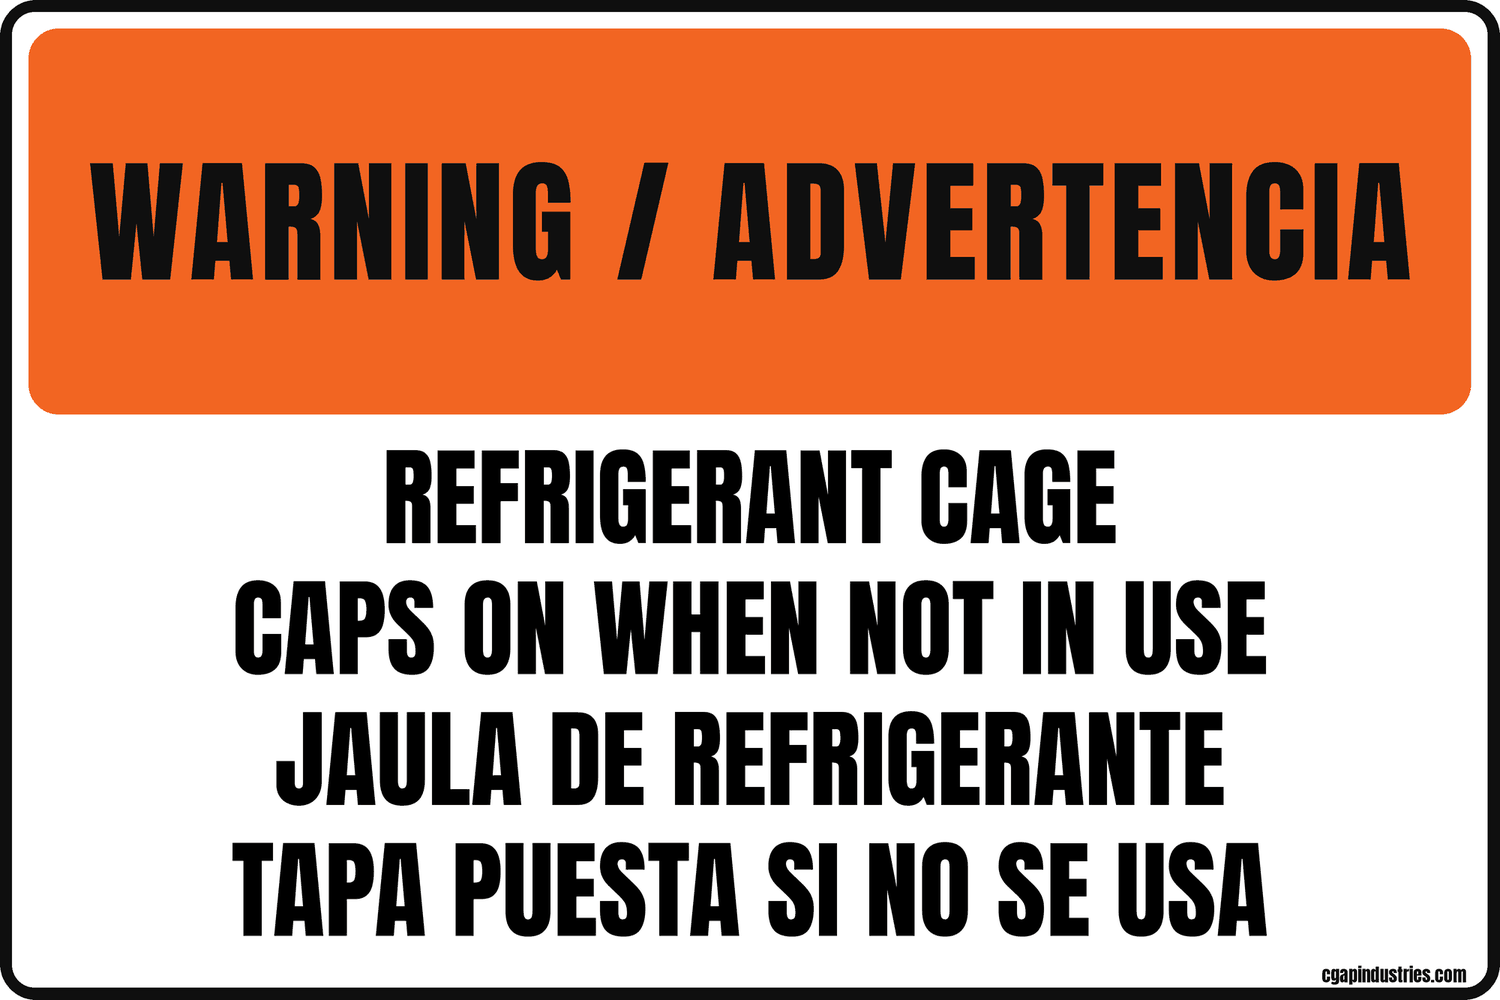 WARNING / ADVERTENCIA
REFRIGERANT CAGE
CAPS ON WHEN NOT IN USE
JAULA DE REFRIGERANTE
TAPA PUESTA SI NO SE USA
cgapindustries.com